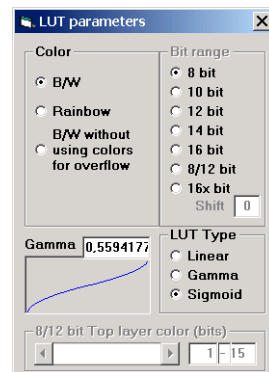 LUT parameters
Color
B/W
Rainbow
B/W without
using colors
for overflow
Bit range
8 bit
10 bit
12 bit
14 bit
16 bit
8/12 bit
16x bit
Shift 0
Gamma 0,5594177
LUT Type
Linear
Gamma
Sigmoid
8/12 bit Top layer color (bits)
1 - 15